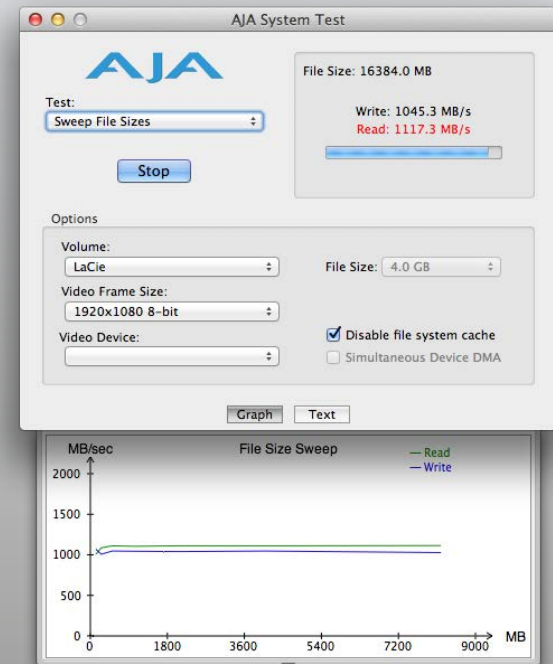 AJA System Test
AJA
Test:
Sweep File Sizes
Stop
File Size: 16384.0 MB
Write: 1045.3 MB/s
Read: 1117.3 MB/s
Options
Volume:
LaCie
File Size: 4.0 GB
Video Frame Size:
1920x1080 8-bit
Video Device:
Disable file system cache
Simultaneous Device DMA
Graph Text
MB/sec File Size Sweep
Read
Write
2000
1500
1000
500
0
0 1800 3600 5400 7200 9000 MB